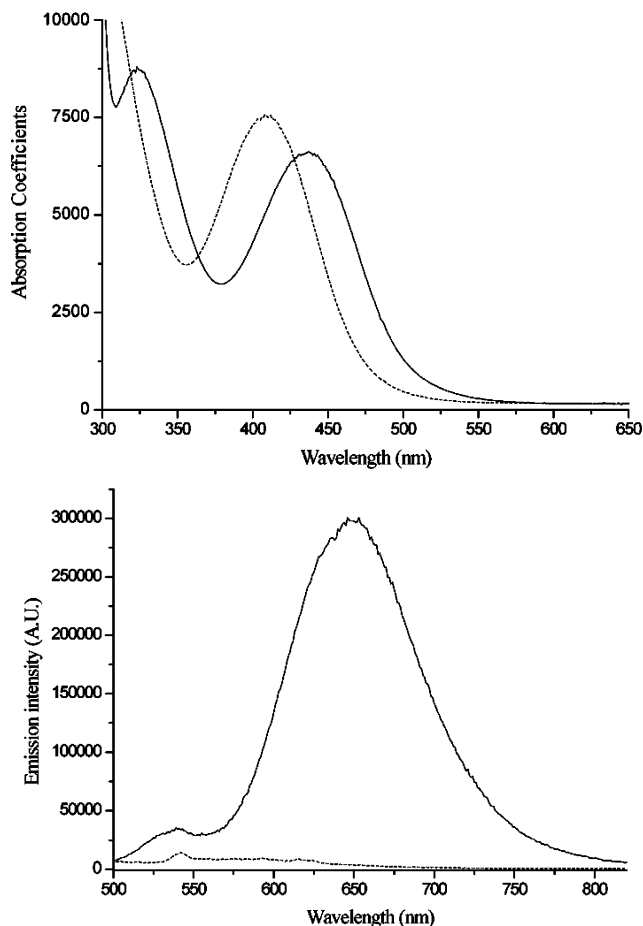 10000
7500
5000
2500
0
Absorption Coefficients
300 350 400 450 500 550 600 650
Wavelength (nm)
300000
250000
200000
150000
100000
50000
0
Emission intensity (A.U.)
500 550 600 650 700 750 800
Wavelength (nm)